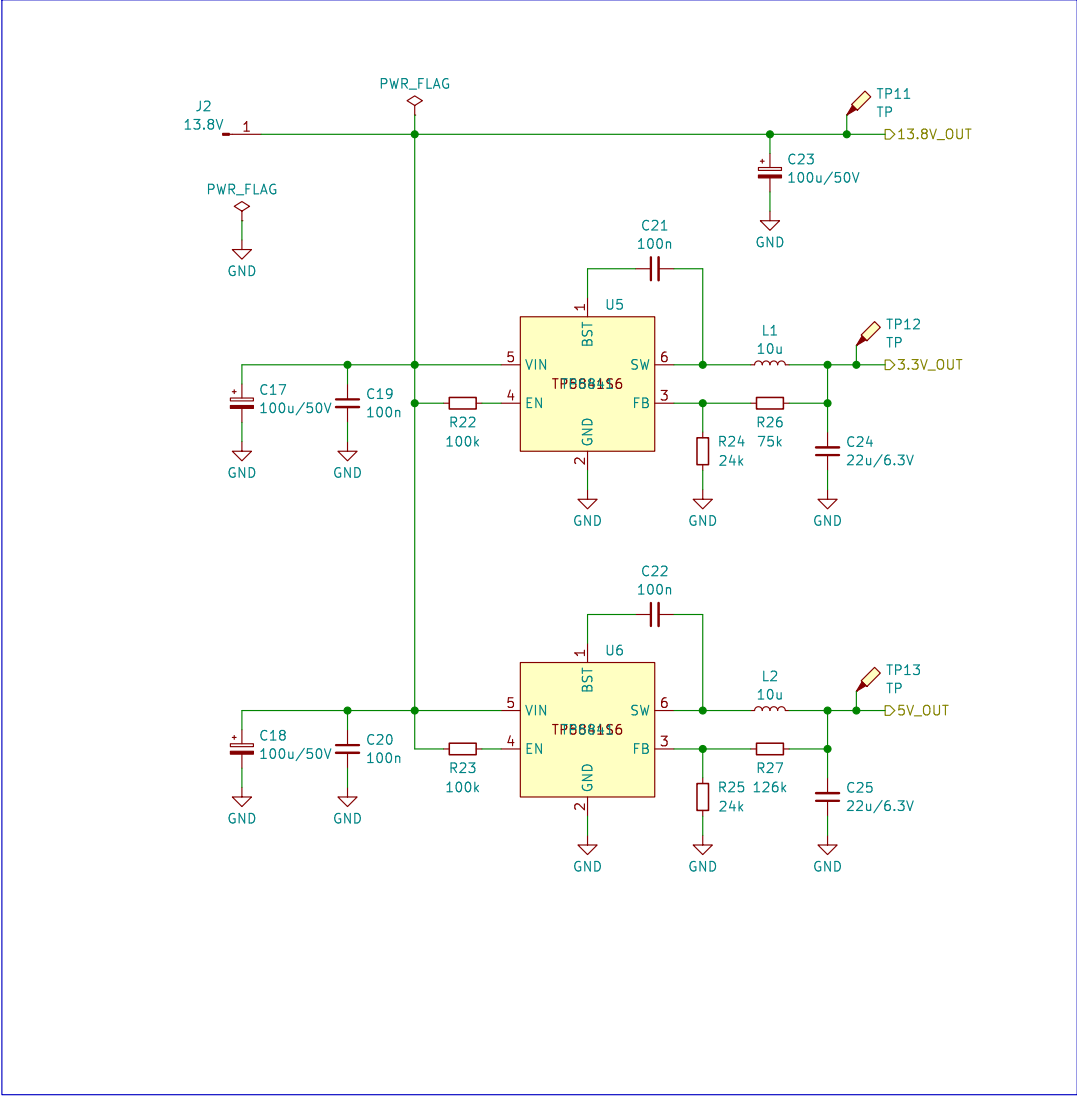 PWR_FLAG
J2
13.8V
1
TP11
TP
13.8V_OUT
C23
100u/50V
GND
PWR_FLAG
GND
C21
100n
U5
1
BST
5
VIN
SW
6
4
EN
FB
3
GND
2
GND
C17
100u/50V
GND
C19
100n
GND
R22
100k
L1
10u
TP12
TP
3.3V_OUT
R24
24k
GND
R26
75k
C24
22u/6.3V
GND
C22
100n
U6
1
BST
5
VIN
SW
6
4
EN
FB
3
GND
2
GND
C18
100u/50V
GND
C20
100n
GND
R23
100k
L2
10u
TP13
TP
5V_OUT
R25
24k
GND
R27
126k
C25
22u/6.3V
GND